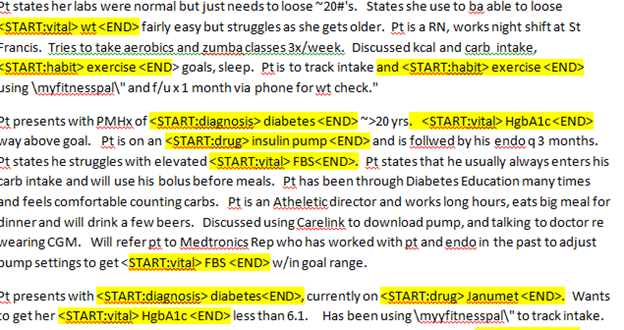 Pt states her labs were normal but just needs to loose ~20#'s. States she use to ba able to loose
<START:vital> wt <END> fairly easy but struggles as she gets older. Pt is a RN, works night shift at St
Francis. Tries to take aerobics and zumba classes 3x/week. Discussed kcal and carb intake,
<START:habit> exercise <END> goals, sleep. Pt is to track intake and <START:habit> exercise <END>
using \myfitnesspal\" and f/u x 1 month via phone for wt check."
Pt presents with PMHx of <START:diagnosis> diabetes <END> ~>20 yrs. <START:vital> HgbA1c <END>
way above goal. Pt is on an <START:drug> insulin pump <END> and is follwed by his endo q 3 months.
Pt states he struggles with elevated <START:vital> FBS<END>. Pt states that he usually always enters his
carb intake and will use his bolus before meals. Pt has been through Diabetes Education many times
and feels comfortable counting carbs. Pt is an Atheletic director and works long hours, eats big meal for
dinner and will drink a few beers. Discussed using Carelink to download pump, and talking to doctor re
wearing CGM. Will refer pt to Medtronics Rep who has worked with pt and endo in the past to adjust
pump settings to get <START:vital> FBS <END> w/in goal range.
Pt presents with <START:diagnosis> diabetes<END>, currently on <START:drug> Janumet <END>. Wants
to get her <START:vital> HgbA1c <END> less than 6.1. Has been using \myyfitnesspal\" to track intake.